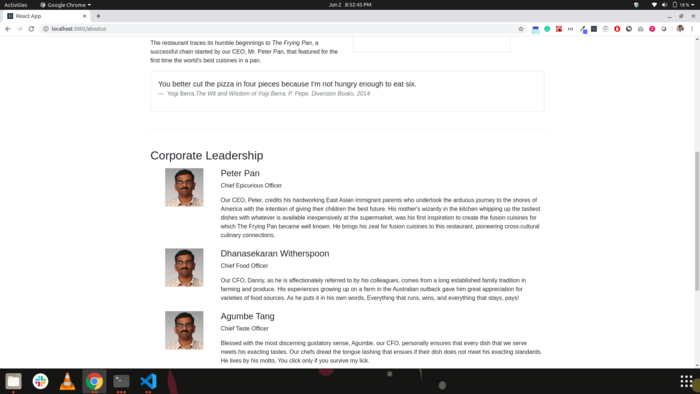 Activities
Google Chrome
Jun 2 8:52:43 PM
18%
React App
localhost:3002/aboutus
The restaurant traces its humble beginnings to The Frying Pan, a
successful chain started by our CEO, Mr. Peter Pan, that featured for the
first time the world's best cuisines in a pan.
You better cut the pizza in four pieces because I'm not hungry enough to eat six.
— Yogi Berra,The Wit and Wisdom of Yogi Berra, P. Pepe, Diversion Books, 2014
Corporate Leadership
Peter Pan
Chief Epicurious Officer
Our CEO, Peter, credits his hardworking East Asian immigrant parents who undertook the arduous journey to the shores of
America with the intention of giving their children the best future. His mother's wizardy in the kitchen whipping up the tastiest
dishes with whatever is available inexpensively at the supermarket, was his first inspiration to create the fusion cuisines for
which The Frying Pan became well known. He brings his zeal for fusion cuisines to this restaurant, pioneering cross-cultural
culinary connections.
Dhanasekaran Witherspoon
Chief Food Officer
Our CFO, Danny, as he is affectionately referred to by his colleagues, comes from a long established family tradition in
farming and produce. His experiences growing up on a farm in the Australian outback gave him great appreciation for
varieties of food sources. As he puts it in his own words, Everything that runs, wins, and everything that stays, pays!
Agumbe Tang
Chief Taste Officer
Blessed with the most discerning gustatory sense, Agumbe, our CFO, personally ensures that every dish that we serve
meets his exacting tastes. Our chefs dread the tongue lashing that ensues if their dish does not meet his exacting standards.
He lives by his motto, You click only if you survive my lick.